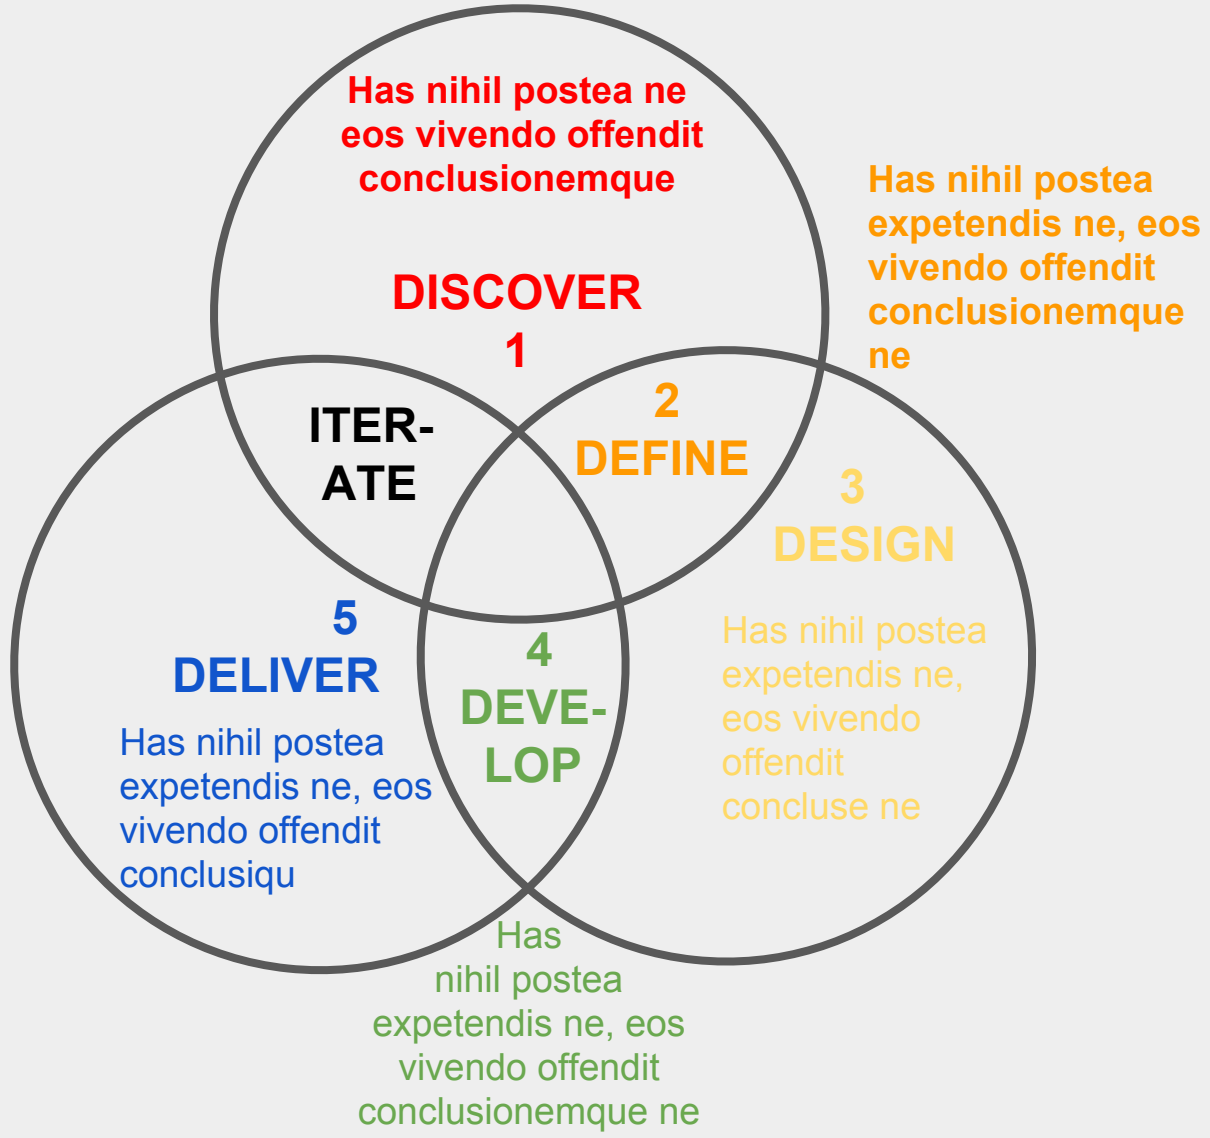 Has nihil postea ne
eos vivendo offendit
conclusionemque
DISCOVER
1
Has nihil postea
expetendis ne, eos
vivendo offendit
conclusionemque
ne
2
DEFINE
ITER-
ATE
3
DESIGN
Has nihil postea
expetendis ne,
eos vivendo
offendit
concluse ne
4
DEVE-
LOP
5
DELIVER
Has nihil postea
expetendis ne, eos
vivendo offendit
conclusiqu
Has
nihil postea
expetendis ne, eos
vivendo offendit
conclusionemque ne